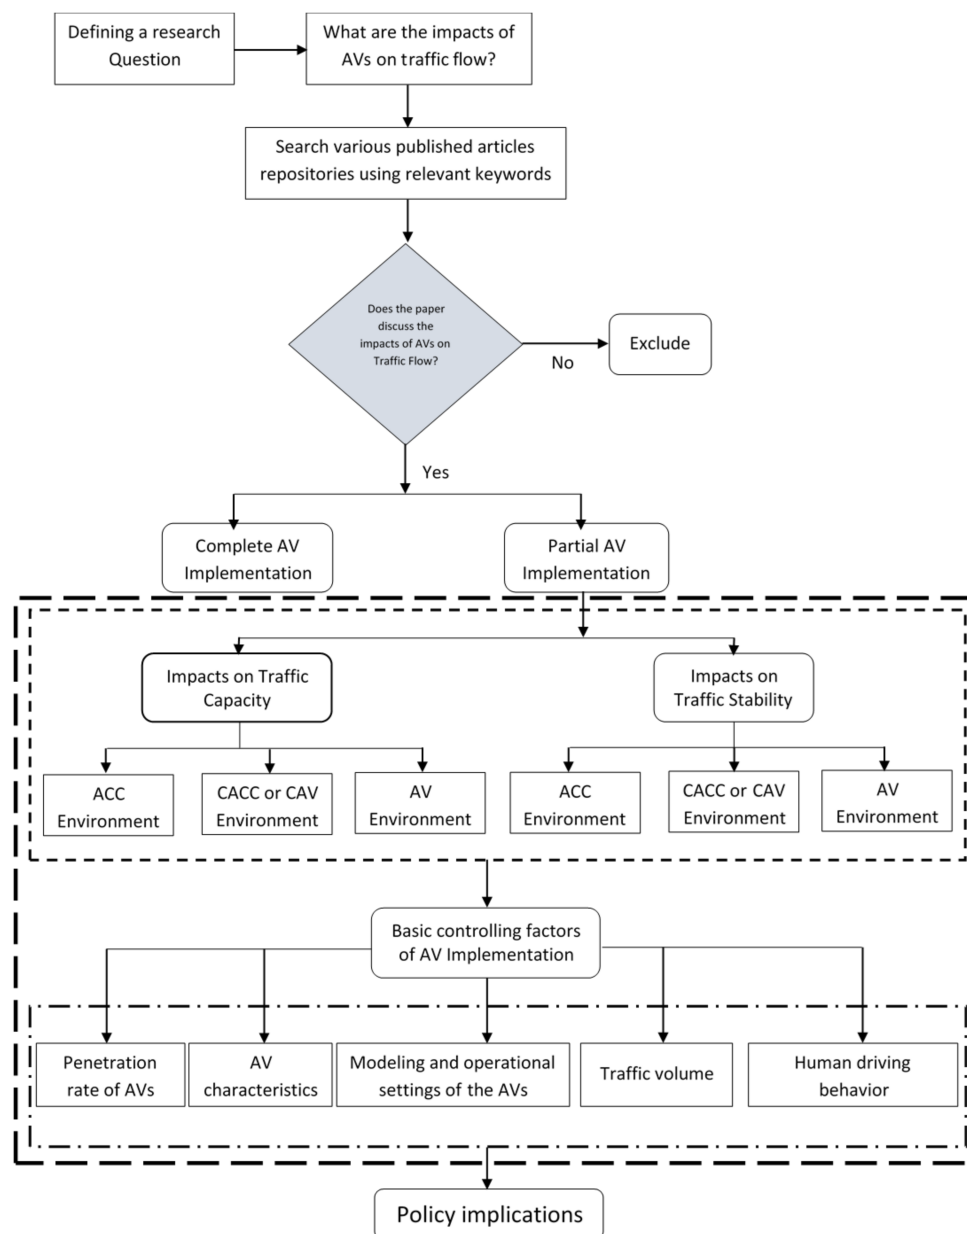 Defining a research
Question
What are the impacts of
AVs on traffic flow?
Search various published articles
repositories using relevant keywords
Does the paper
discuss the
impacts of AVs on
Traffic Flow?
No
Exclude
Yes
Complete AV
Implementation
Partial AV
Implementation
Impacts on Traffic
Capacity
Impacts on
Traffic Stability
ACC
Environment
CACC or CAV
Environment
AV
Environment
ACC
Environment
CACC or CAV
Environment
AV
Environment
Basic controlling factors
of AV Implementation
Penetration
rate of AVs
AV
characteristics
Modeling and operational
settings of the AVs
Traffic volume
Human driving
behavior
Policy implications